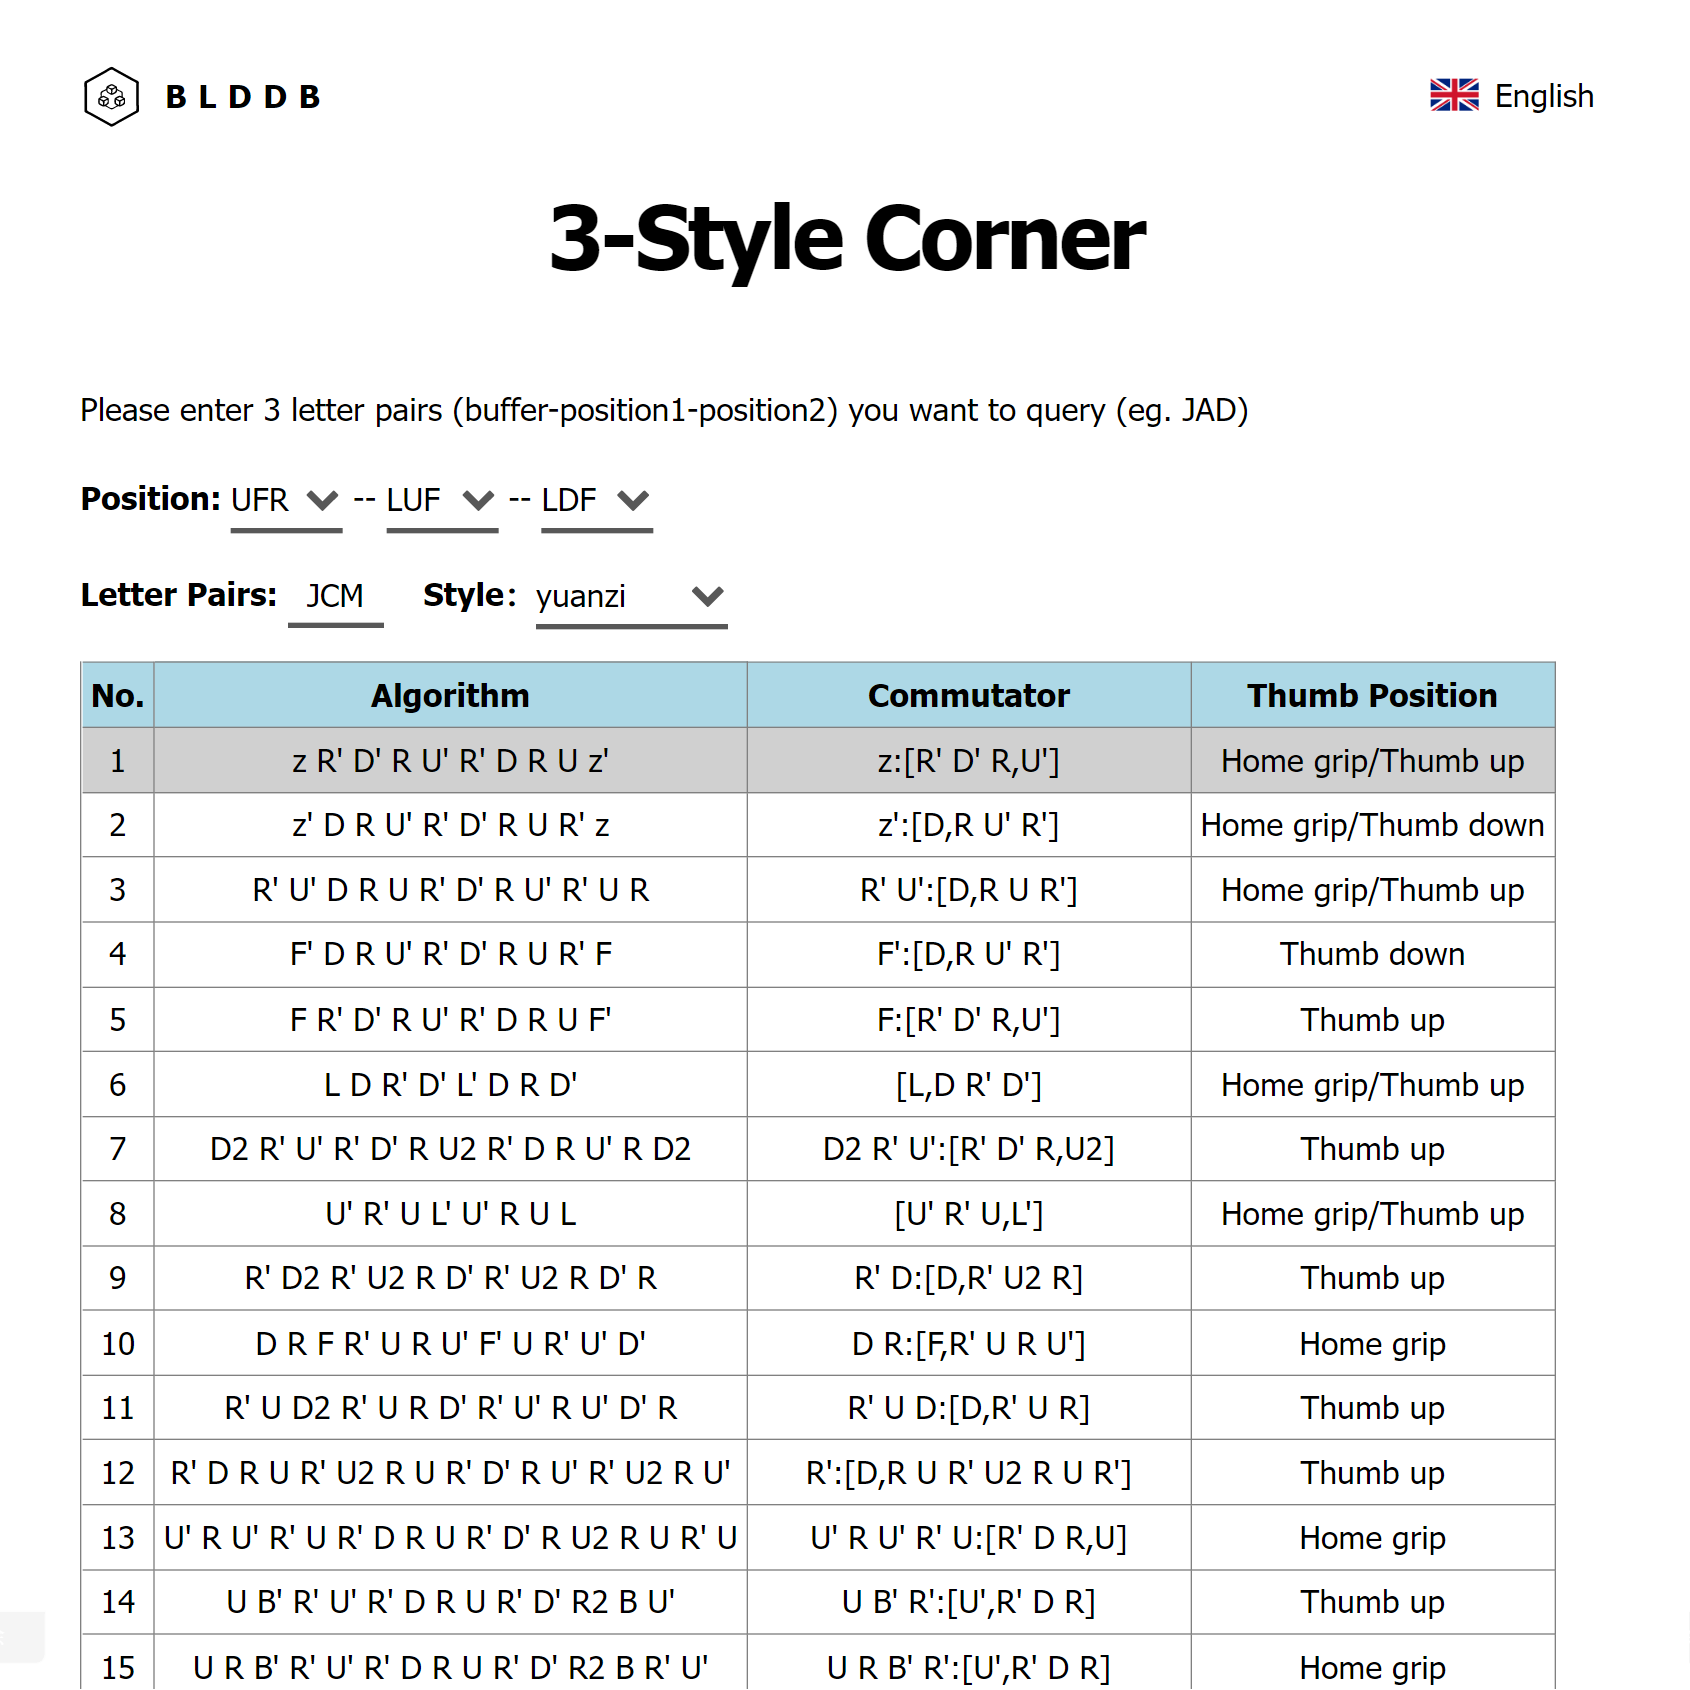 BLDDB English
3-Style Corner
Please enter 3 letter pairs (buffer-position1-position2) you want to query (eg. JAD)
Position: UFR -- LUF -- LDF
Letter Pairs: JCM Style: yuanzi
No. Algorithm Commutator Thumb Position
1 z R' D' R U' R' D R U z' z:[R' D' R,U'] Home grip/Thumb up
2 z' D R U' R' D' R U R' z z':[D,R U' R'] Home grip/Thumb down
3 R' U' D R U R' D' R U' R' U R R' U':[D,R U R'] Home grip/Thumb up
4 F' D R U' R' D' R U R' F F':[D,R U' R'] Thumb down
5 F R' D' R U' R' D R U F' F:[R' D' R,U'] Thumb up
6 L D R' D' L' D R D' [L,D R' D'] Home grip/Thumb up
7 D2 R' U' R' D' R U2 R' D R U' R D2 D2 R' U':[R' D' R,U2] Thumb up
8 U' R' U L' U' R U L [U' R' U,L'] Home grip/Thumb up
9 R' D2 R' U2 R D' R' U2 R D' R R' D:[D,R' U2 R] Thumb up
10 D R F R' U R U' F' U R' U' D' D R:[F,R' U R U'] Home grip
11 R' U D2 R' U R D' R' U' R U' D' R R' U D:[D,R' U R] Thumb up
12 R' D R U R' U2 R U R' D' R U' R' U2 R U' R':[D,R U R' U2 R U R'] Thumb up
13 U' R U' R' U R' D R U R' D' R U2 R U R' U U' R U' R' U:[R' D R,U] Home grip
14 U B' R' U' R' D R U R' D' R2 B U' U B' R':[U',R' D R] Thumb up
15 U R B' R' U' R' D R U R' D' R2 B R' U' U R B' R':[U',R' D R] Home grip